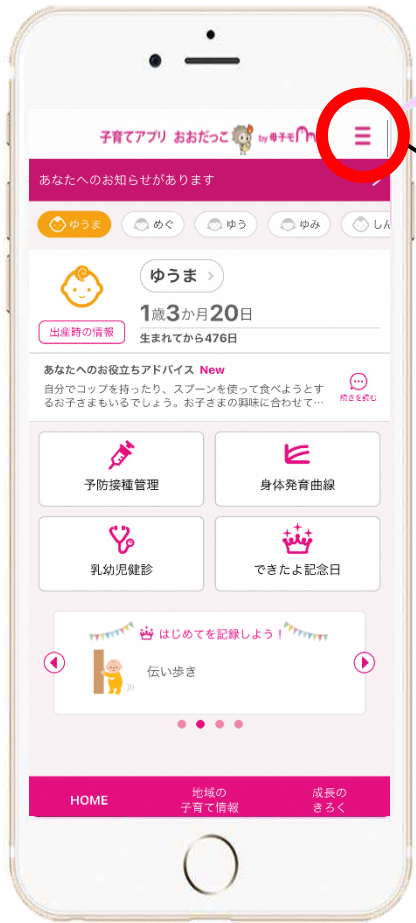 子育てアプリ おおだっこ by 母子モ
あなたへのお知らせがあります
ゆうま めぐ ゆう ゆみ しん
ゆうま
1歳3か月20日
出産時の情報
生まれてから476日
あなたへのお役立ちアドバイス New
自分でコップを持ったり、スプーンを使って食べようとす
るお子さまもいるでしょう。お子さまの興味に合わせて…
続きを読む
予防接種管理
身体発育曲線
乳幼児健診
できたよ記念日
はじめてを記録しよう!
伝い歩き
HOME
地域の
子育て情報
成長の
きろく